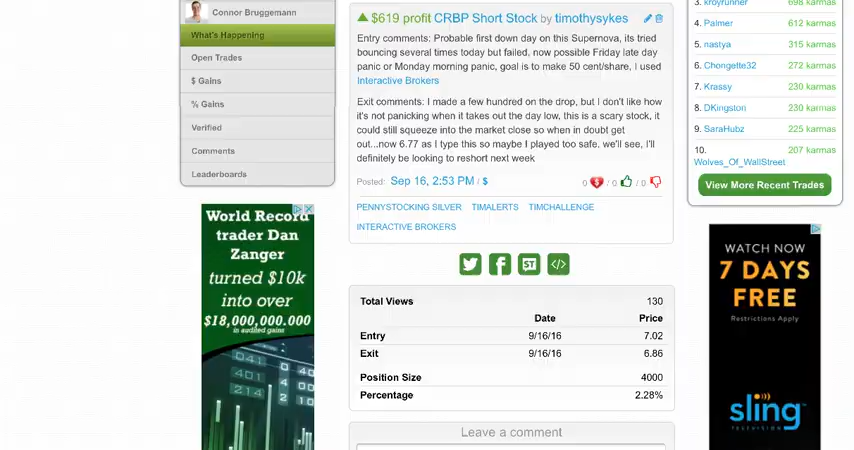 Connor Bruggemann
What's Happening
Open Trades
$ Gains
% Gains
Verified
Comments
Leaderboards
World Record
trader Dan
Zanger
turned $10k
into over
$18,000,000.000
in audited gains
$619 profit CRBP Short Stock by timothysykes
Entry comments: Probable first down day on this Supernova, its tried
bouncing several times today but failed, now possible Friday late day
panic or Monday morning panic, goal is to make 50 cent/share, I used
Interactive Brokers
Exit comments: I made a few hundred on the drop, but I don't like how
it's not panicking when it takes out the day low, this is a scary stock, it
could still squeeze into the market close so when in doubt get
out...now 6.77 as I type this so maybe I played too safe. we'll see, I'll
definitely be looking to reshort next week
Posted: Sep 16, 2:53 PM / $
0 / 0 / 0
PENNYSTOCKING SILVER TIMALERTS TIMCHALLENGE
INTERACTIVE BROKERS
ST </>
Total Views 130
Date Price
Entry 9/16/16 7.02
Exit 9/16/16 6.86
Position Size 4000
Percentage 2.28%
Leave a comment
3. kroyrunner 698 karmas
4. Palmer 612 karmas
5. nastya 315 karmas
6. Chongette32 272 karmas
7. Krassy 230 karmas
8. DKingston 230 karmas
9. SaraHubz 225 karmas
10. 207 karmas
Wolves_Of_WallStreet
View More Recent Trades
WATCH NOW
7 DAYS
FREE
Restrictions Apply
sling
TELEVISION